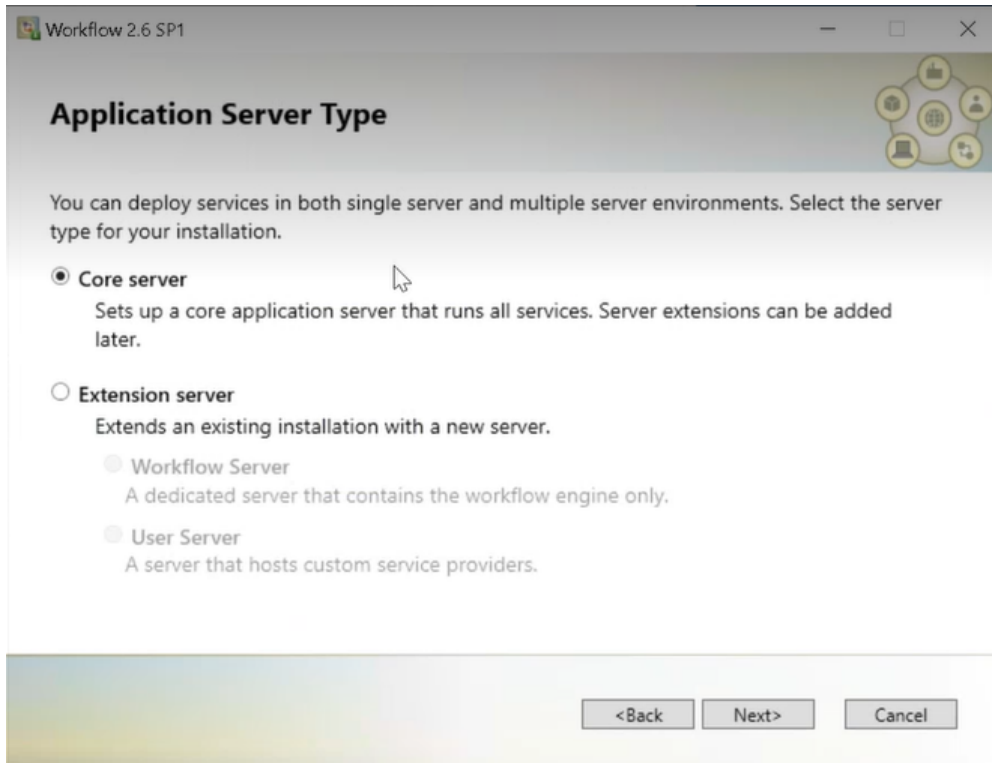 Workflow 2.6 SP1
Application Server Type
You can deploy services in both single server and multiple server environments. Select the server
type for your installation.
Core server
Sets up a core application server that runs all services. Server extensions can be added
later.
Extension server
Extends an existing installation with a new server.
Workflow Server
A dedicated server that contains the workflow engine only.
User Server
A server that hosts custom service providers.
<Back Next> Cancel